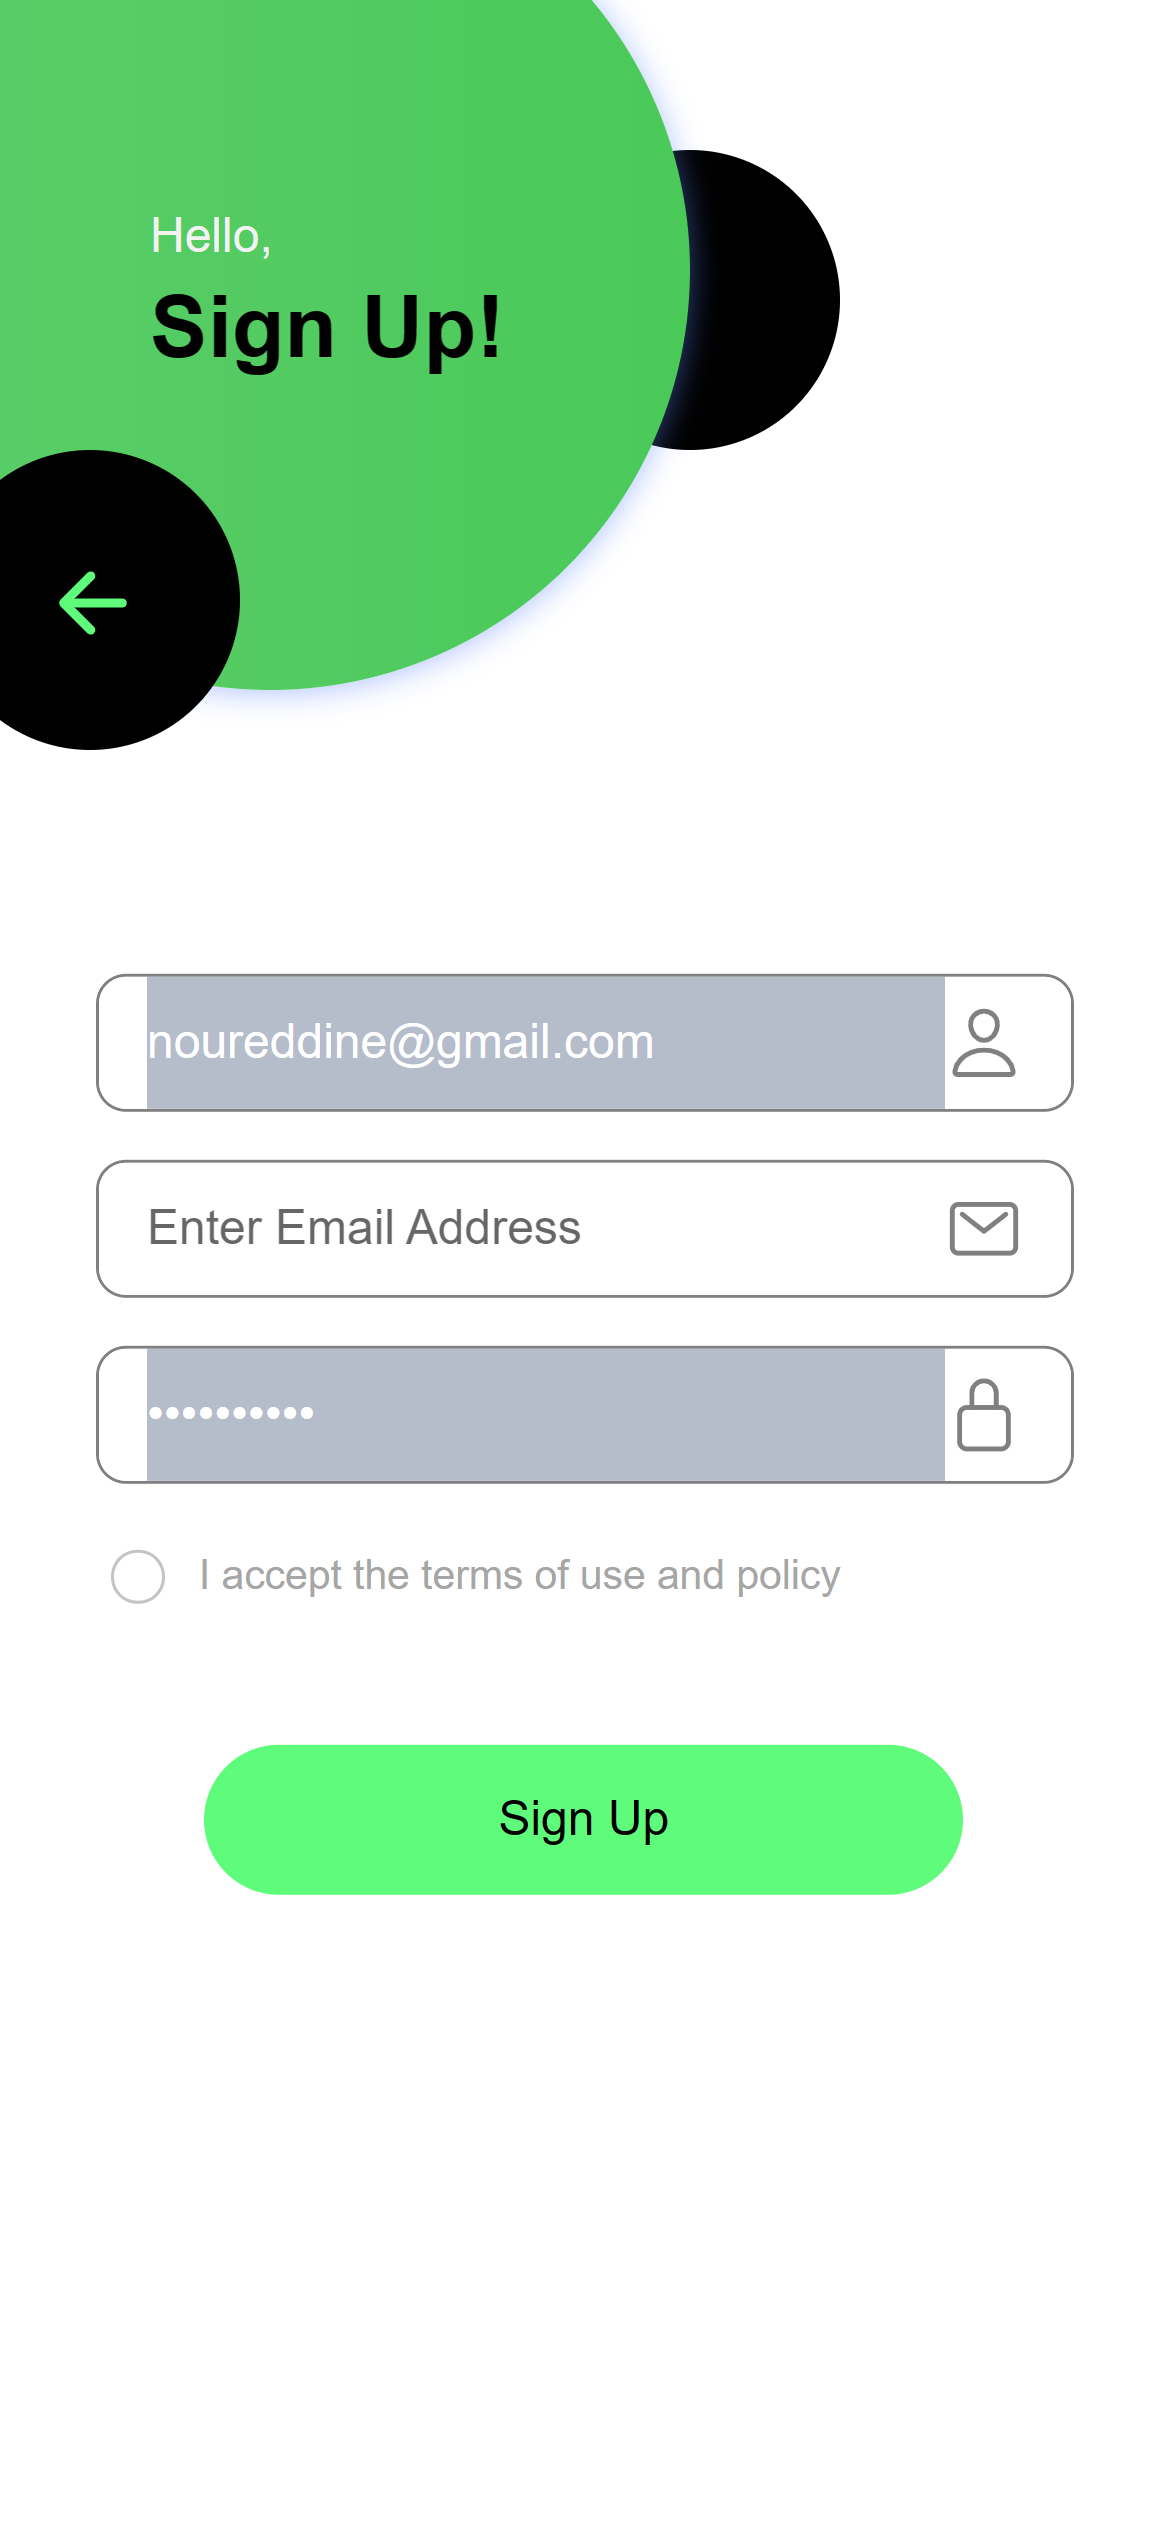 Hello,
Sign Up!
noureddine@gmail.com
Enter Email Address
••••••••••
I accept the terms of use and policy
Sign Up